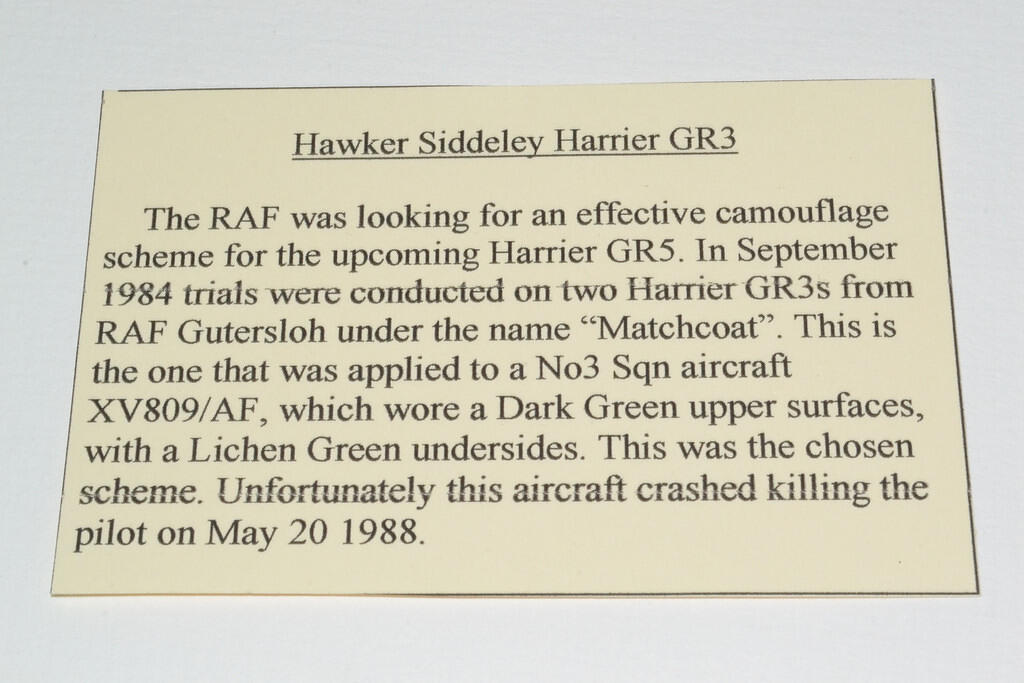 Hawker Siddeley Harrier GR3
The RAF was looking for an effective camouflage
scheme for the upcoming Harrier GR5. In September
1984 trials were conducted on two Harrier GR3s from
RAF Gutersloh under the name “Matchcoat”. This is
the one that was applied to a No3 Sqn aircraft
XV809/AF, which wore a Dark Green upper surfaces,
with a Lichen Green undersides. This was the chosen
scheme. Unfortunately this aircraft crashed killing the
pilot on May 20 1988.